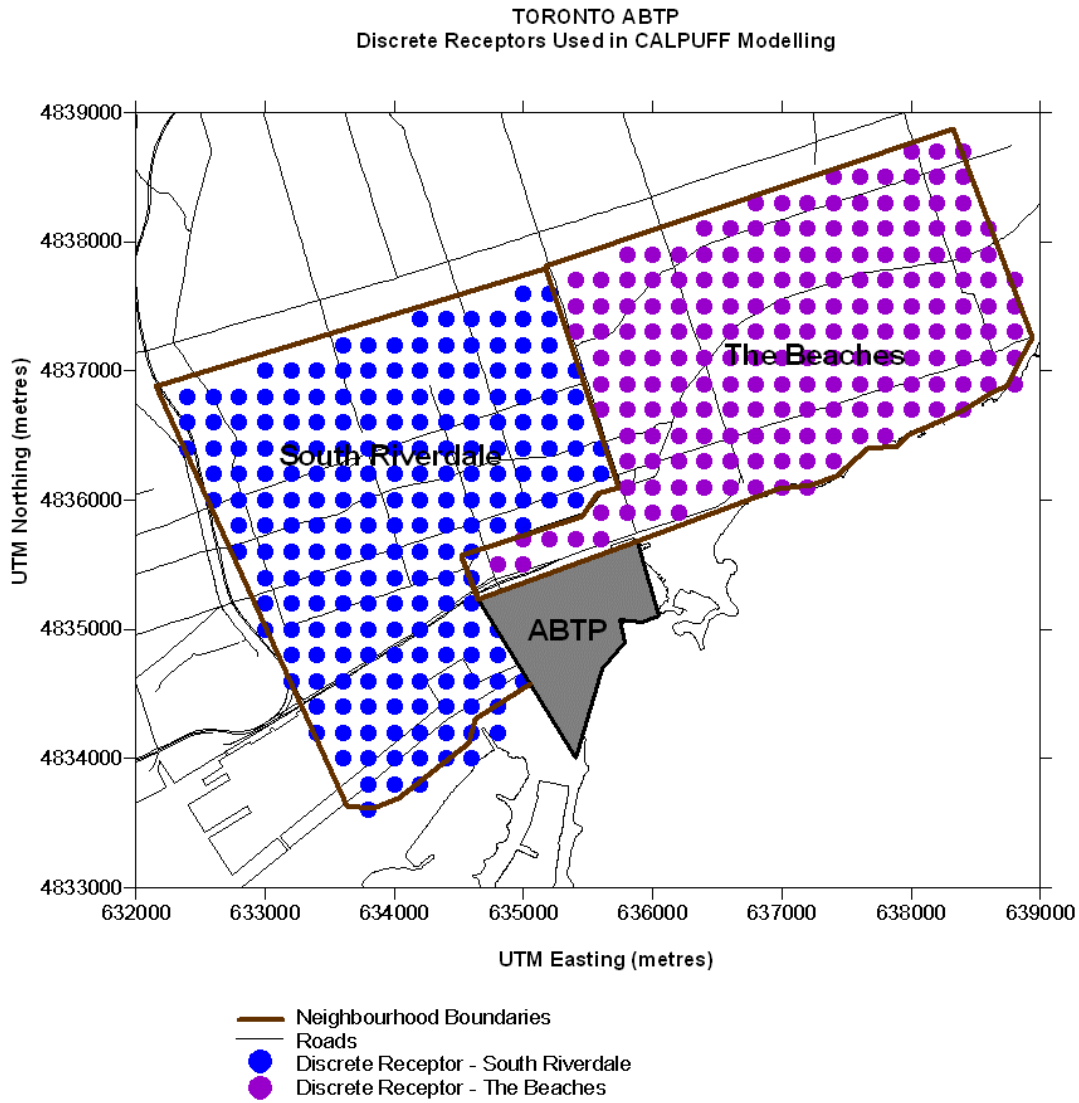 TORONTO ABTP
Discrete Receptors Used in CALPUFF Modelling
4839000
4838000
4837000
4836000
4835000
4834000
4833000
UTM Northing (metres)
The Beaches
South Riverdale
ABTP
632000 633000 634000 635000 636000 637000 638000 639000
UTM Easting (metres)
Neighbourhood Boundaries
Roads
Discrete Receptor - South Riverdale
Discrete Receptor - The Beaches